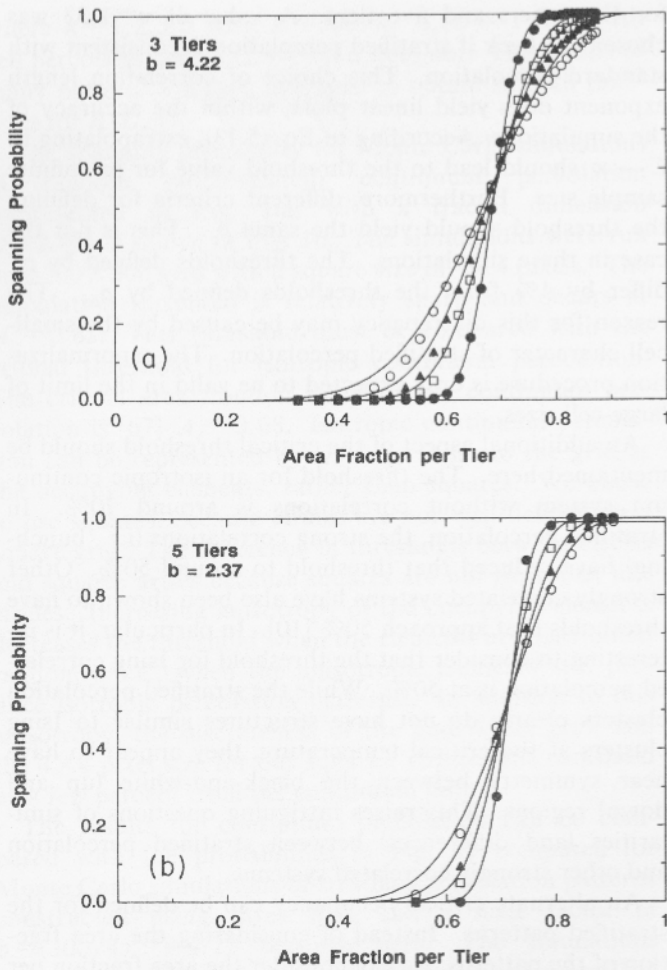 1.0
0.8
0.6
0.4
0.2
0.0
Spanning Probability
5 Tiers
b = 4.22
(a)
0 0.2 0.4 0.6 0.8 1.0
Area Fraction per Tier
1.0
0.8
0.6
0.4
0.2
0.0
Spanning Probability
5 Tiers
b = 2.37
(b)
0 0.2 0.4 0.6 0.8 1
Area Fraction per Tier